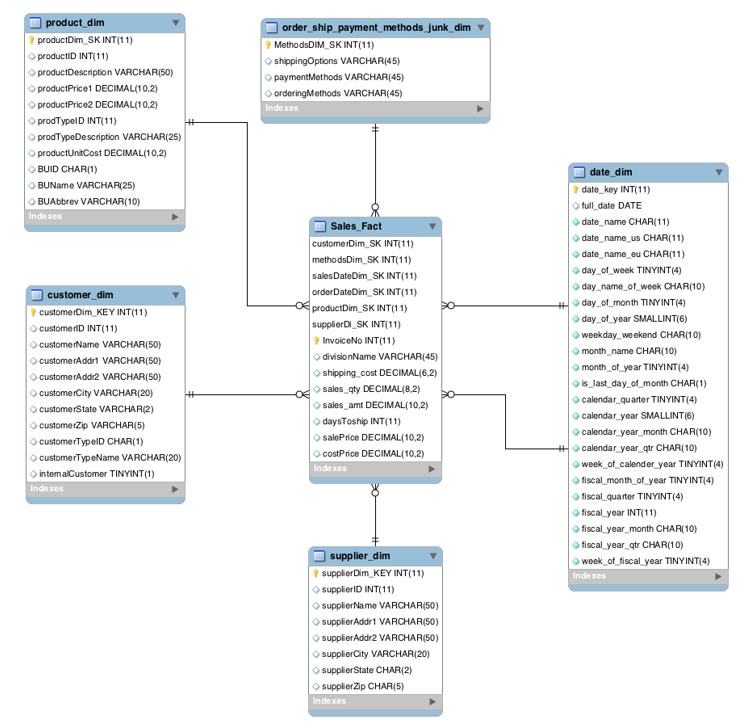 product_dim
productDim_SK INT(11)
productID INT(11)
productDescription VARCHAR(50)
productPrice1 DECIMAL(10,2)
productPrice2 DECIMAL(10,2)
prodTypeID INT(11)
prodTypeDescription VARCHAR(25)
productUnitCost DECIMAL(10,2)
BUID CHAR(1)
BUName VARCHAR(25)
BUAbbrev VARCHAR(10)
Indexes
order_ship_payment_methods_junk_dim
MethodsDIM_SK INT(11)
shippingOptions VARCHAR(45)
paymentMethods VARCHAR(45)
orderingMethods VARCHAR(45)
Indexes
date_dim
date_key INT(11)
full_date DATE
date_name CHAR(11)
date_name_us CHAR(11)
date_name_eu CHAR(11)
day_of_week TINYINT(4)
day_name_of_week CHAR(10)
day_of_month TINYINT(4)
day_of_year SMALLINT(6)
weekday_weekend CHAR(10)
month_name CHAR(10)
month_of_year TINYINT(4)
is_last_day_of_month CHAR(1)
calendar_quarter TINYINT(4)
calendar_year SMALLINT(6)
calendar_year_month CHAR(10)
calendar_year_qtr CHAR(10)
week_of_calender_year TINYINT(4)
fiscal_month_of_year TINYINT(4)
fiscal_quarter TINYINT(4)
fiscal_year INT(11)
fiscal_year_month CHAR(10)
fiscal_year_qtr CHAR(10)
week_of_fiscal_year TINYINT(4)
Indexes
Sales_Fact
customerDim_SK INT(11)
methodsDim_SK INT(11)
salesDateDim_SK INT(11)
orderDateDim_SK INT(11)
productDim_SK INT(11)
supplierDi_SK INT(11)
InvoiceNo INT(11)
divisionName VARCHAR(45)
shipping_cost DECIMAL(6,2)
sales_qty DECIMAL(8,2)
sales_amt DECIMAL(10,2)
daysToship INT(11)
salePrice DECIMAL(10,2)
costPrice DECIMAL(10,2)
Indexes
customer_dim
customerDim_KEY INT(11)
customerID INT(11)
customerName VARCHAR(50)
customerAddr1 VARCHAR(50)
customerAddr2 VARCHAR(50)
customerCity VARCHAR(20)
customerState VARCHAR(2)
customerZip VARCHAR(5)
customerTypeID CHAR(1)
customerTypeName VARCHAR(20)
internalCustomer TINYINT(1)
Indexes
supplier_dim
supplierDim_KEY INT(11)
supplierID INT(11)
supplierName VARCHAR(50)
supplierAddr1 VARCHAR(50)
supplierAddr2 VARCHAR(50)
supplierCity VARCHAR(20)
supplierState CHAR(2)
supplierZip CHAR(5)
Indexes